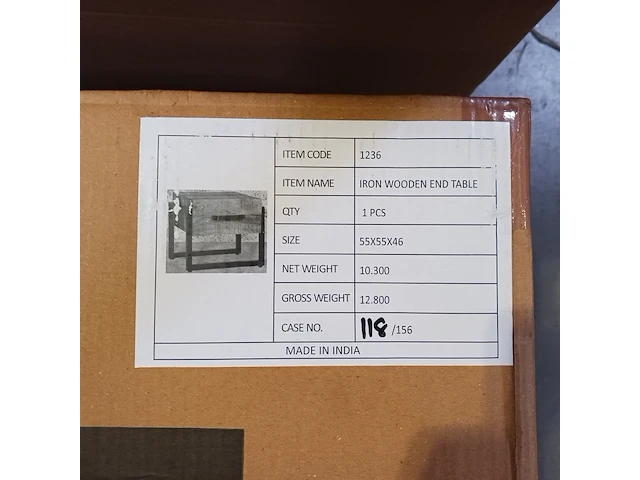 ITEM CODE 1236
ITEM NAME IRON WOODEN END TABLE
QTY 1 PCS
SIZE 55X55X46
NET WEIGHT 10.300
GROSS WEIGHT 12.800
CASE NO. 118 /156
MADE IN INDIA